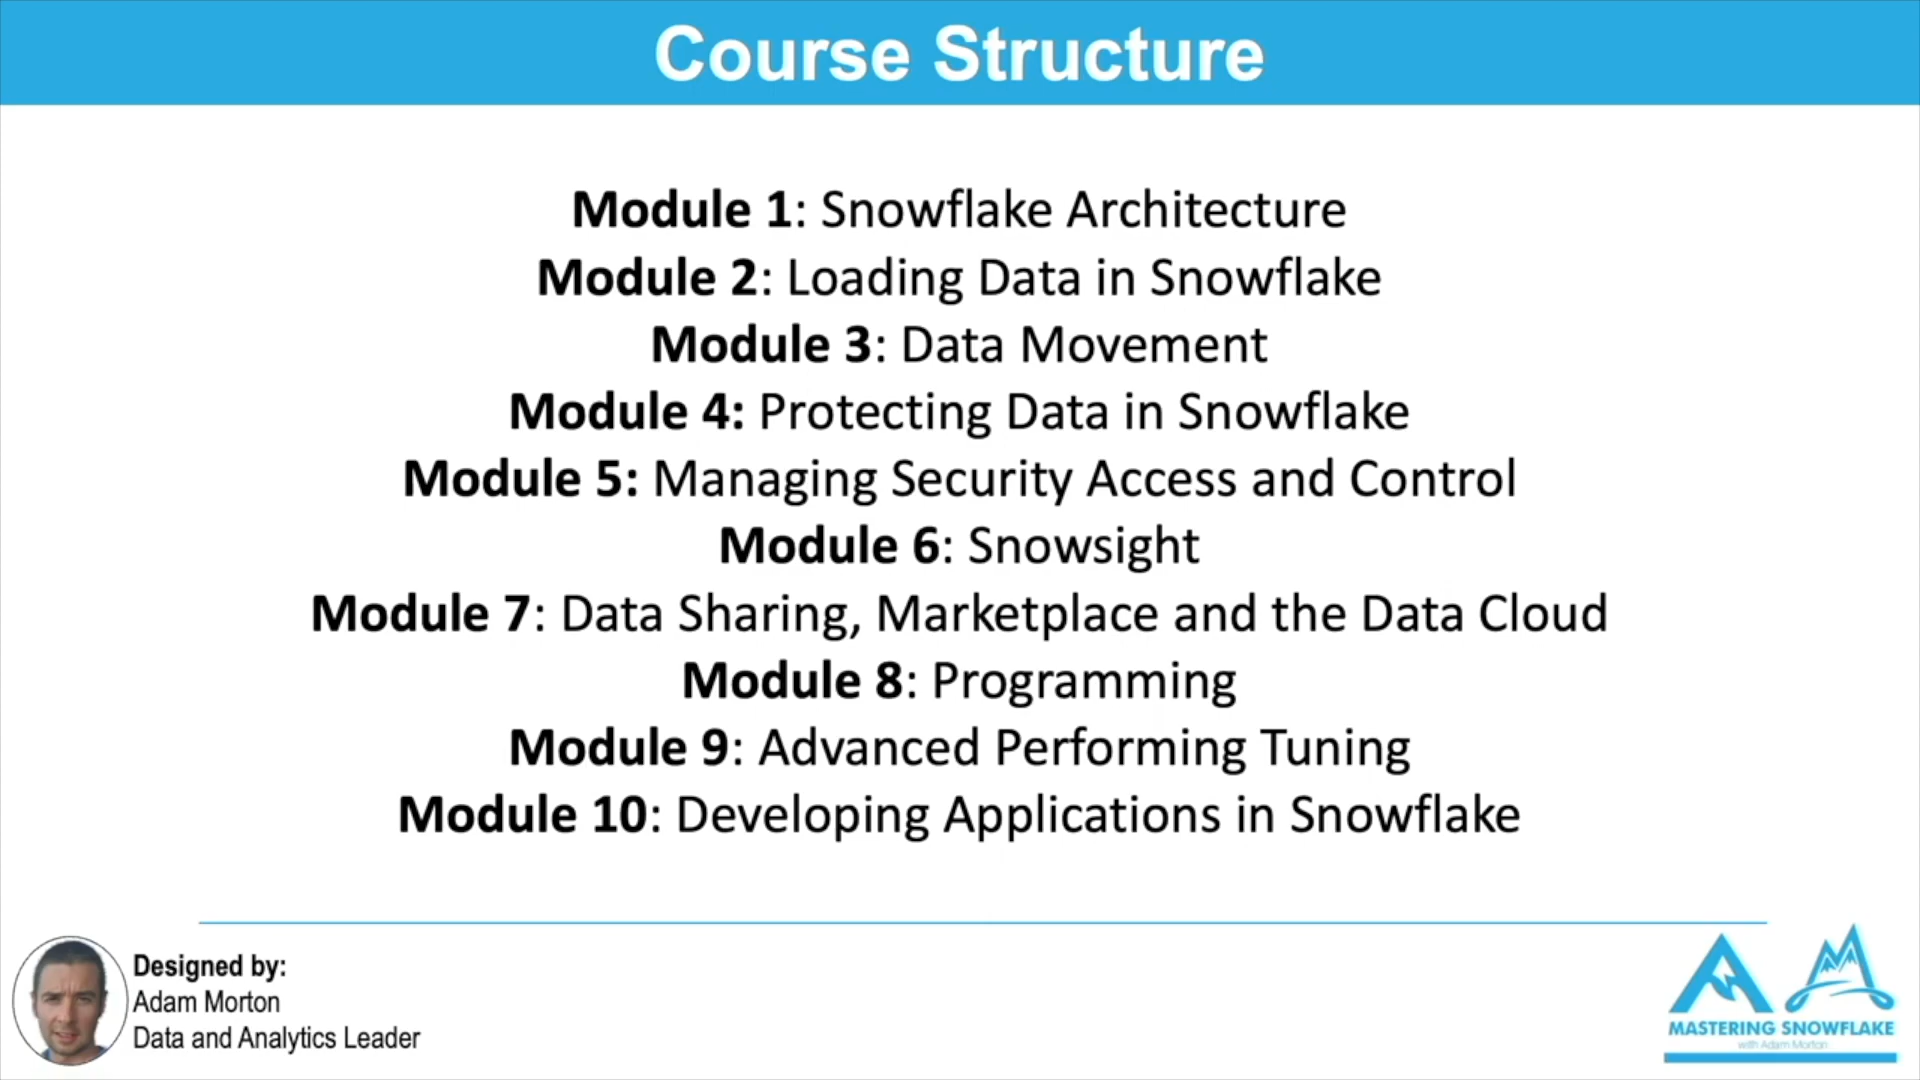 Course Structure
Module 1: Snowflake Architecture
Module 2: Loading Data in Snowflake
Module 3: Data Movement
Module 4: Protecting Data in Snowflake
Module 5: Managing Security Access and Control
Module 6: Snowsight
Module 7: Data Sharing, Marketplace and the Data Cloud
Module 8: Programming
Module 9: Advanced Performing Tuning
Module 10: Developing Applications in Snowflake
Designed by:
Adam Morton
Data and Analytics Leader
MASTERING SNOWFLAKE
with Adam Morton